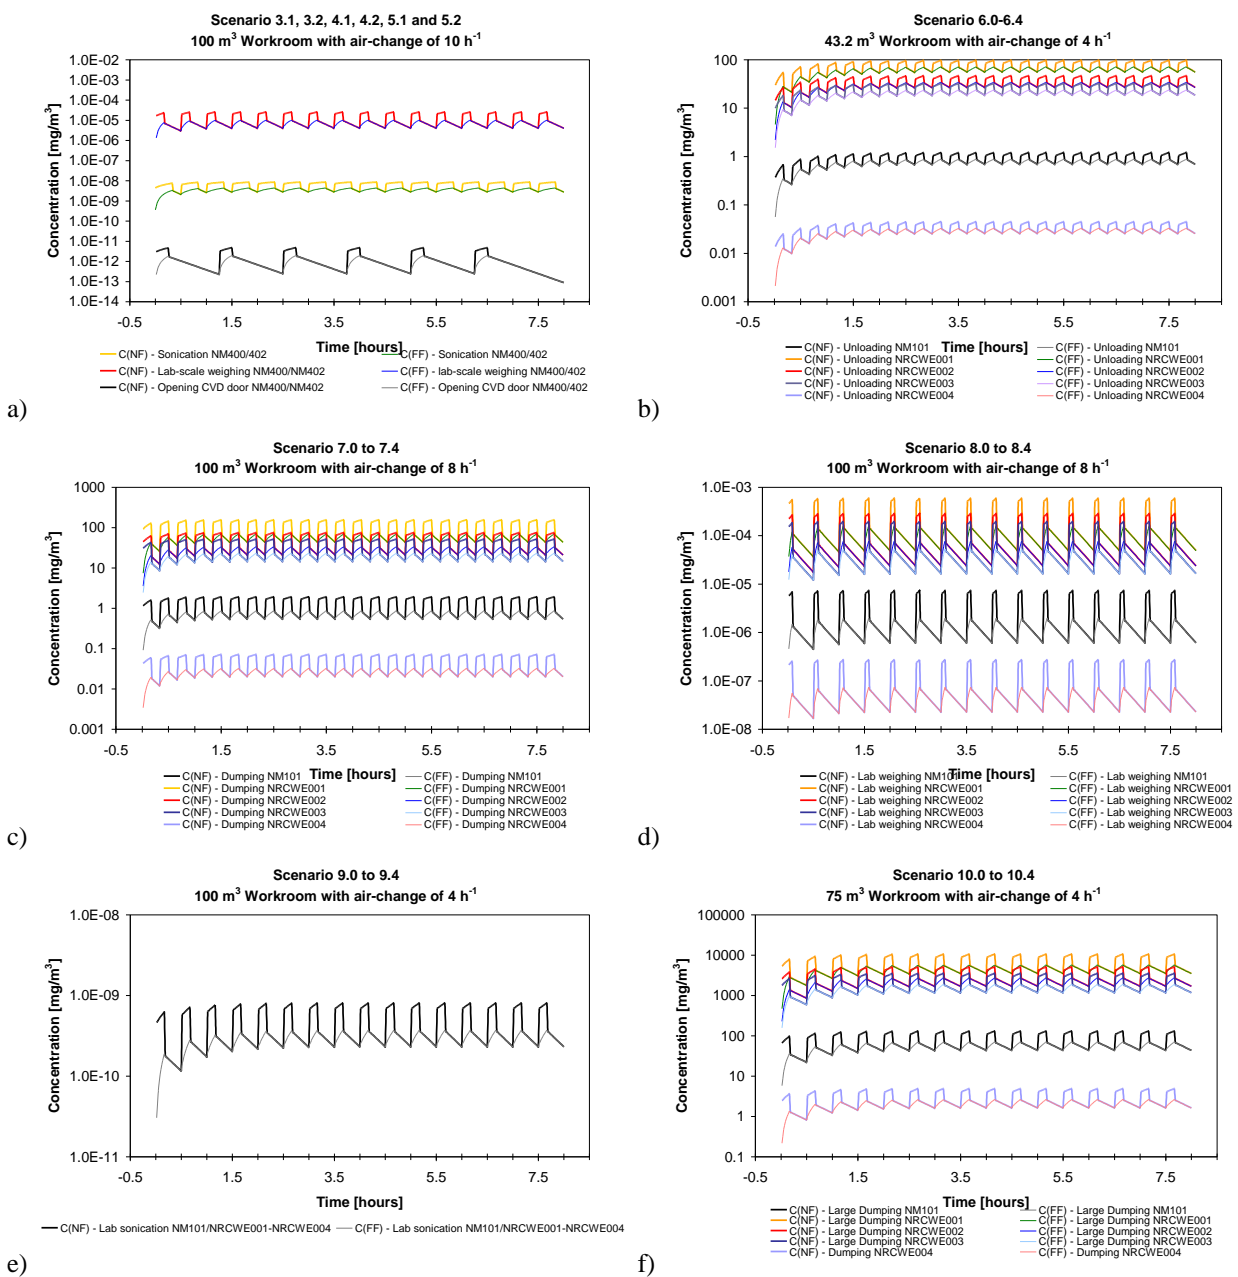 Scenario 3.1, 3.2, 4.1, 4.2, 5.1 and 5.2
100 m³ Workroom with air-change of 10 h⁻¹
Concentration [mg/m³]
1.0E-02
1.0E-03
1.0E-04
1.0E-05
1.0E-06
1.0E-07
1.0E-08
1.0E-09
1.0E-10
1.0E-11
1.0E-12
1.0E-13
1.0E-14
-0.5 1.5 3.5 5.5 7.5
Time [hours]
C(NF) - Sonication NM400/402 C(FF) - Sonication NM400/402
C(NF) - Lab-scale weighing NM400/NM402 C(FF) - lab-scale weighing NM400/402
C(NF) - Opening CVD door NM400/NM402 C(FF) - Opening CVD door NM400/402
a)
Scenario 6.0-6.4
43.2 m³ Workroom with air-change of 4 h⁻¹
Concentration [mg/m³]
100
10
1
0.1
0.01
0.001
-0.5 1.5 3.5 5.5 7.5
Time [hours]
C(NF) - Unloading NM101 C(FF) - Unloading NM101
C(NF) - Unloading NRCWE001 C(FF) - Unloading NRCWE001
C(NF) - Unloading NRCWE002 C(FF) - Unloading NRCWE002
C(NF) - Unloading NRCWE003 C(FF) - Unloading NRCWE003
C(NF) - Unloading NRCWE004 C(FF) - Unloading NRCWE004
b)
Scenario 7.0 to 7.4
100 m³ Workroom with air-change of 8 h⁻¹
Concentration [mg/m³]
1000
100
10
1
0.1
0.01
0.001
-0.5 1.5 3.5 5.5 7.5
Time [hours]
C(NF) - Dumping NM101 C(FF) - Dumping NM101
C(NF) - Dumping NRCWE001 C(FF) - Dumping NRCWE001
C(NF) - Dumping NRCWE002 C(FF) - Dumping NRCWE002
C(NF) - Dumping NRCWE003 C(FF) - Dumping NRCWE003
C(NF) - Dumping NRCWE004 C(FF) - Dumping NRCWE004
c)
Scenario 8.0 to 8.4
100 m³ Workroom with air-change of 8 h⁻¹
Concentration [mg/m³]
1.0E-03
1.0E-04
1.0E-05
1.0E-06
1.0E-07
1.0E-08
-0.5 1.5 3.5 5.5 7.5
Time [hours]
C(NF) - Lab weighing NM101 C(FF) - Lab weighing NM101
C(NF) - Lab weighing NRCWE001 C(FF) - Lab weighing NRCWE001
C(NF) - Lab weighing NRCWE002 C(FF) - Lab weighing NRCWE002
C(NF) - Lab weighing NRCWE003 C(FF) - Lab weighing NRCWE003
C(NF) - Lab weighing NRCWE004 C(FF) - Lab weighing NRCWE004
d)
Scenario 9.0 to 9.4
100 m³ Workroom with air-change of 4 h⁻¹
Concentration [mg/m³]
1.0E-08
1.0E-09
1.0E-10
1.0E-11
-0.5 1.5 3.5 5.5 7.5
Time [hours]
C(NF) - Lab sonication NM101/NRCWE001-NRCWE004 C(FF) - Lab sonication NM101/NRCWE001-NRCWE004
e)
Scenario 10.0 to 10.4
75 m³ Workroom with air-change of 4 h⁻¹
Concentration [mg/m³]
100000
10000
1000
100
10
1
0.1
-0.5 1.5 3.5 5.5 7.5
Time [hours]
C(NF) - Large Dumping NM101 C(FF) - Large Dumping NM101
C(NF) - Large Dumping NRCWE001 C(FF) - Large Dumping NRCWE001
C(NF) - Large Dumping NRCWE002 C(FF) - Large Dumping NRCWE002
C(NF) - Large Dumping NRCWE003 C(FF) - Large Dumping NRCWE003
C(NF) - Dumping NRCWE004 C(FF) - Dumping NRCWE004
f)